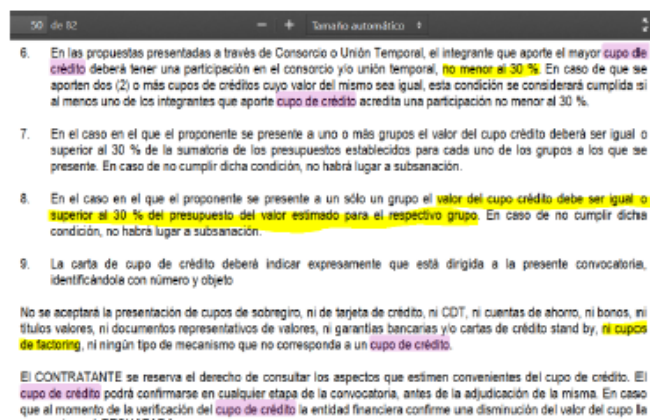 50 de 82 − + Tamaño automático
6. En las propuestas presentadas a través de Consorcio o Unión Temporal, el integrante que aporte el mayor cupo de
crédito deberá tener una participación en el consorcio y/o unión temporal, no menor al 30 %. En caso de que se
aporten dos (2) o más cupos de créditos cuyo valor del mismo sea igual, esta condición se considerará cumplida si
al menos uno de los integrantes que aporte cupo de crédito acredita una participación no menor al 30 %.
7. En el caso en el que el proponente se presente a uno o más grupos el valor del cupo crédito deberá ser igual o
superior al 30 % de la sumatoria de los presupuestos establecidos para cada uno de los grupos a los que se
presente. En caso de no cumplir dicha condición, no habrá lugar a subsanación.
8. En el caso en el que el proponente se presente a un sólo un grupo el valor del cupo crédito debe ser igual o
superior al 30 % del presupuesto del valor estimado para el respectivo grupo. En caso de no cumplir dicha
condición, no habrá lugar a subsanación.
9. La carta de cupo de crédito deberá indicar expresamente que está dirigida a la presente convocatoria,
identificándola con número y objeto
No se aceptará la presentación de cupos de sobregiro, ni de tarjeta de crédito, ni CDT, ni cuentas de ahorro, ni bonos, ni
títulos valores, ni documentos representativos de valores, ni garantías bancarias y/o cartas de crédito stand by, ni cupos
de factoring, ni ningún tipo de mecanismo que no corresponda a un cupo de crédito.
El CONTRATANTE se reserva el derecho de consultar los aspectos que estimen convenientes del cupo de crédito. El
cupo de crédito podrá confirmarse en cualquier etapa de la convocatoria, antes de la adjudicación de la misma. En caso
que al momento de la verificación del cupo de crédito la entidad financiera confirme una disminución del valor del cupo la